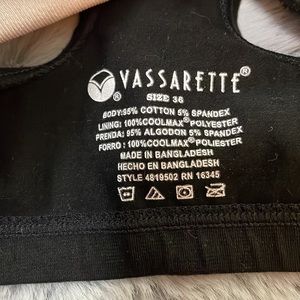 VASSARETTE®
®
SIZE 36
BODY:95% COTTON 5% SPANDEX
LINING: 100%COOLMAX® POLYESTER
PRENDA: 95% ALGODON 5% SPANDEX
FORRO : 100%COOLMAX® POLIESTER
MADE IN BANGLADESH
HECHO EN BANGLADESH
STYLE 4819502 RN 16345